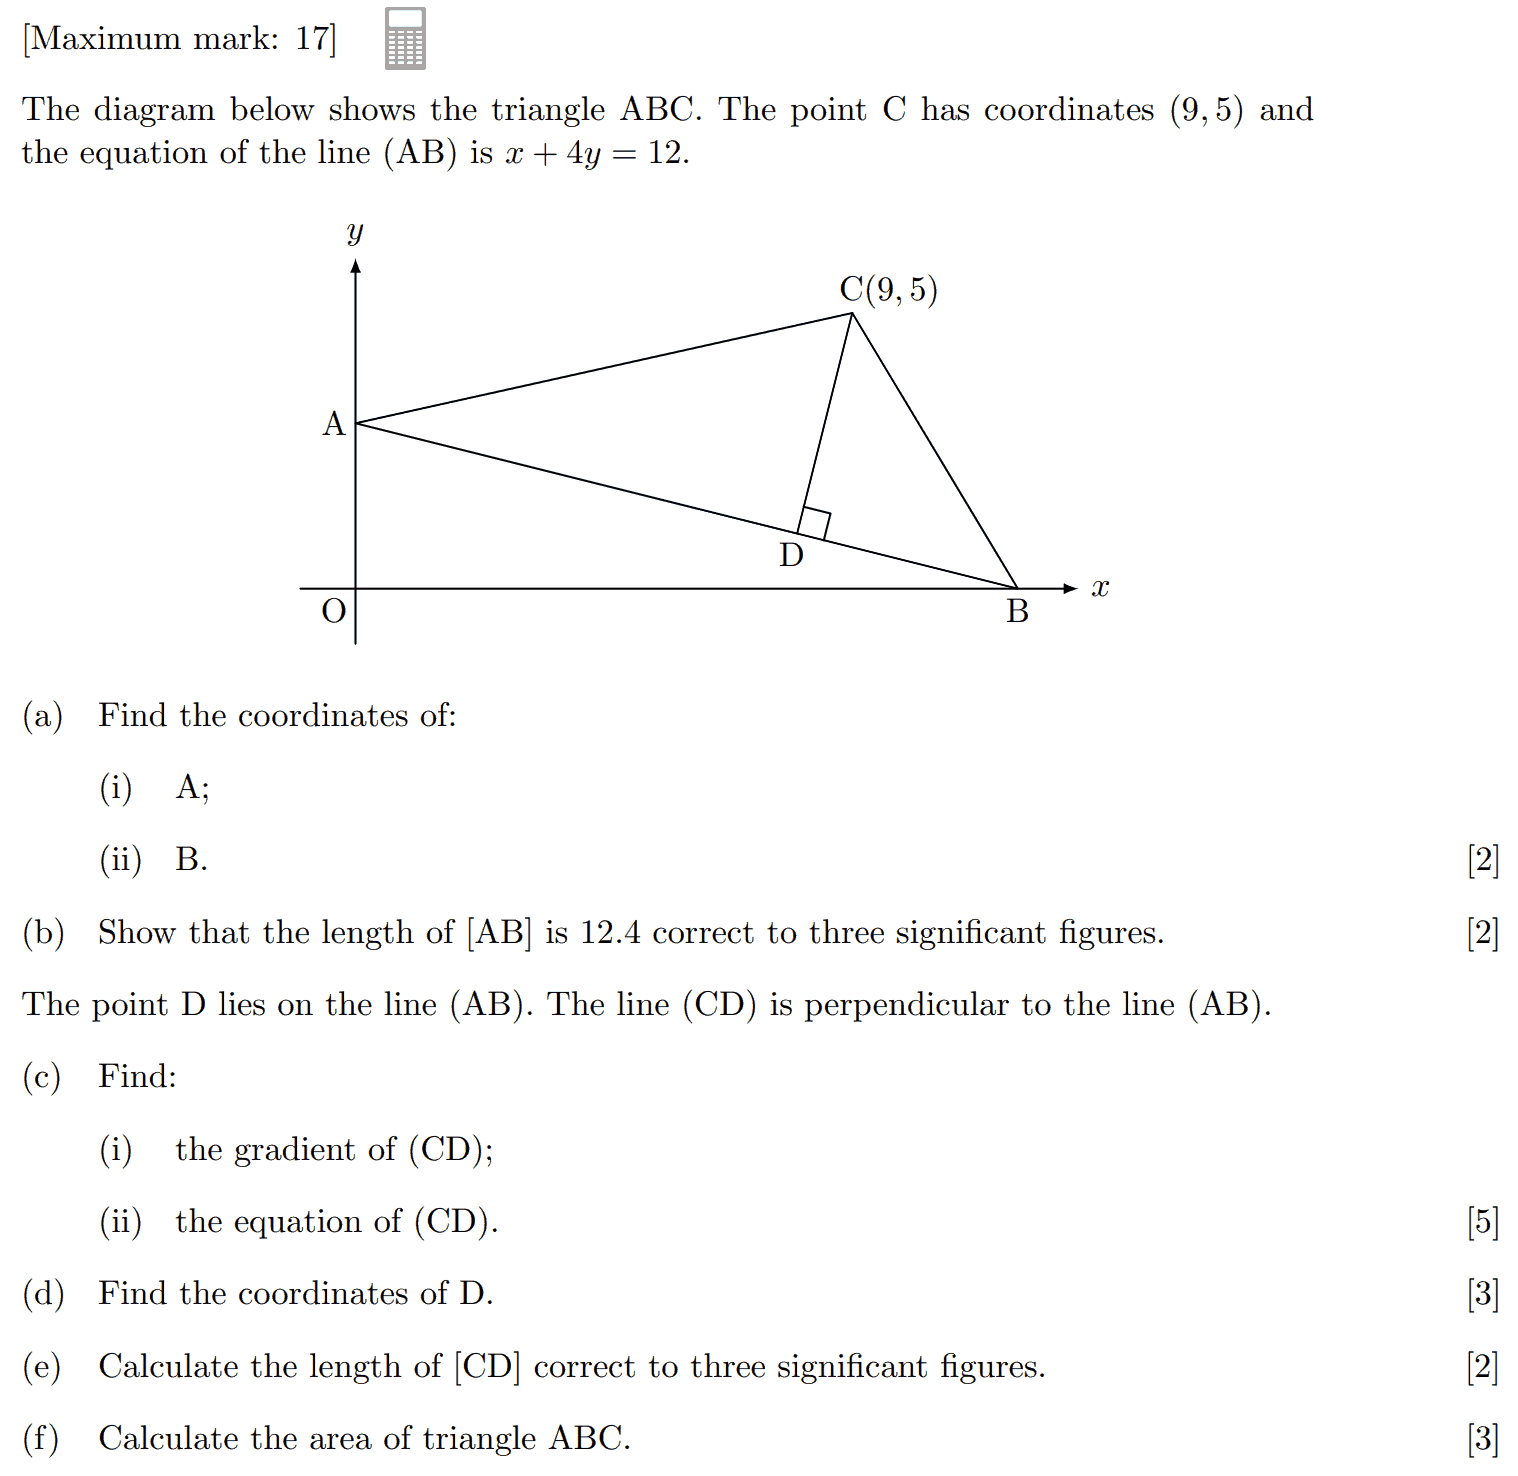 [Maximum mark: 17]
The diagram below shows the triangle ABC. The point C has coordinates (9, 5) and
the equation of the line (AB) is x + 4y = 12.
y
C(9, 5)
A
D
x
O
B
(a) Find the coordinates of:
(i) A;
(ii) B. [2]
(b) Show that the length of [AB] is 12.4 correct to three significant figures. [2]
The point D lies on the line (AB). The line (CD) is perpendicular to the line (AB).
(c) Find:
(i) the gradient of (CD);
(ii) the equation of (CD). [5]
(d) Find the coordinates of D. [3]
(e) Calculate the length of [CD] correct to three significant figures. [2]
(f) Calculate the area of triangle ABC. [3]